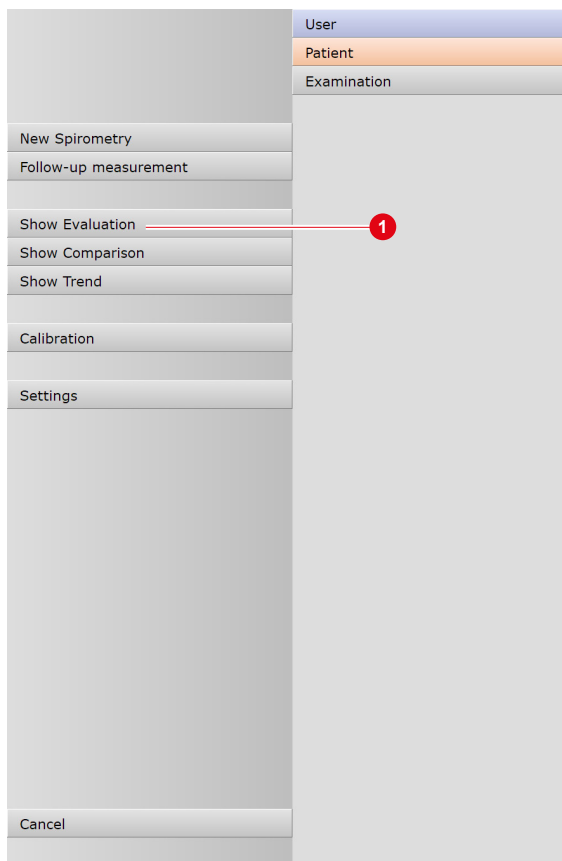 User
Patient
Examination
New Spirometry
Follow-up measurement
Show Evaluation
1
Show Comparison
Show Trend
Calibration
Settings
Cancel